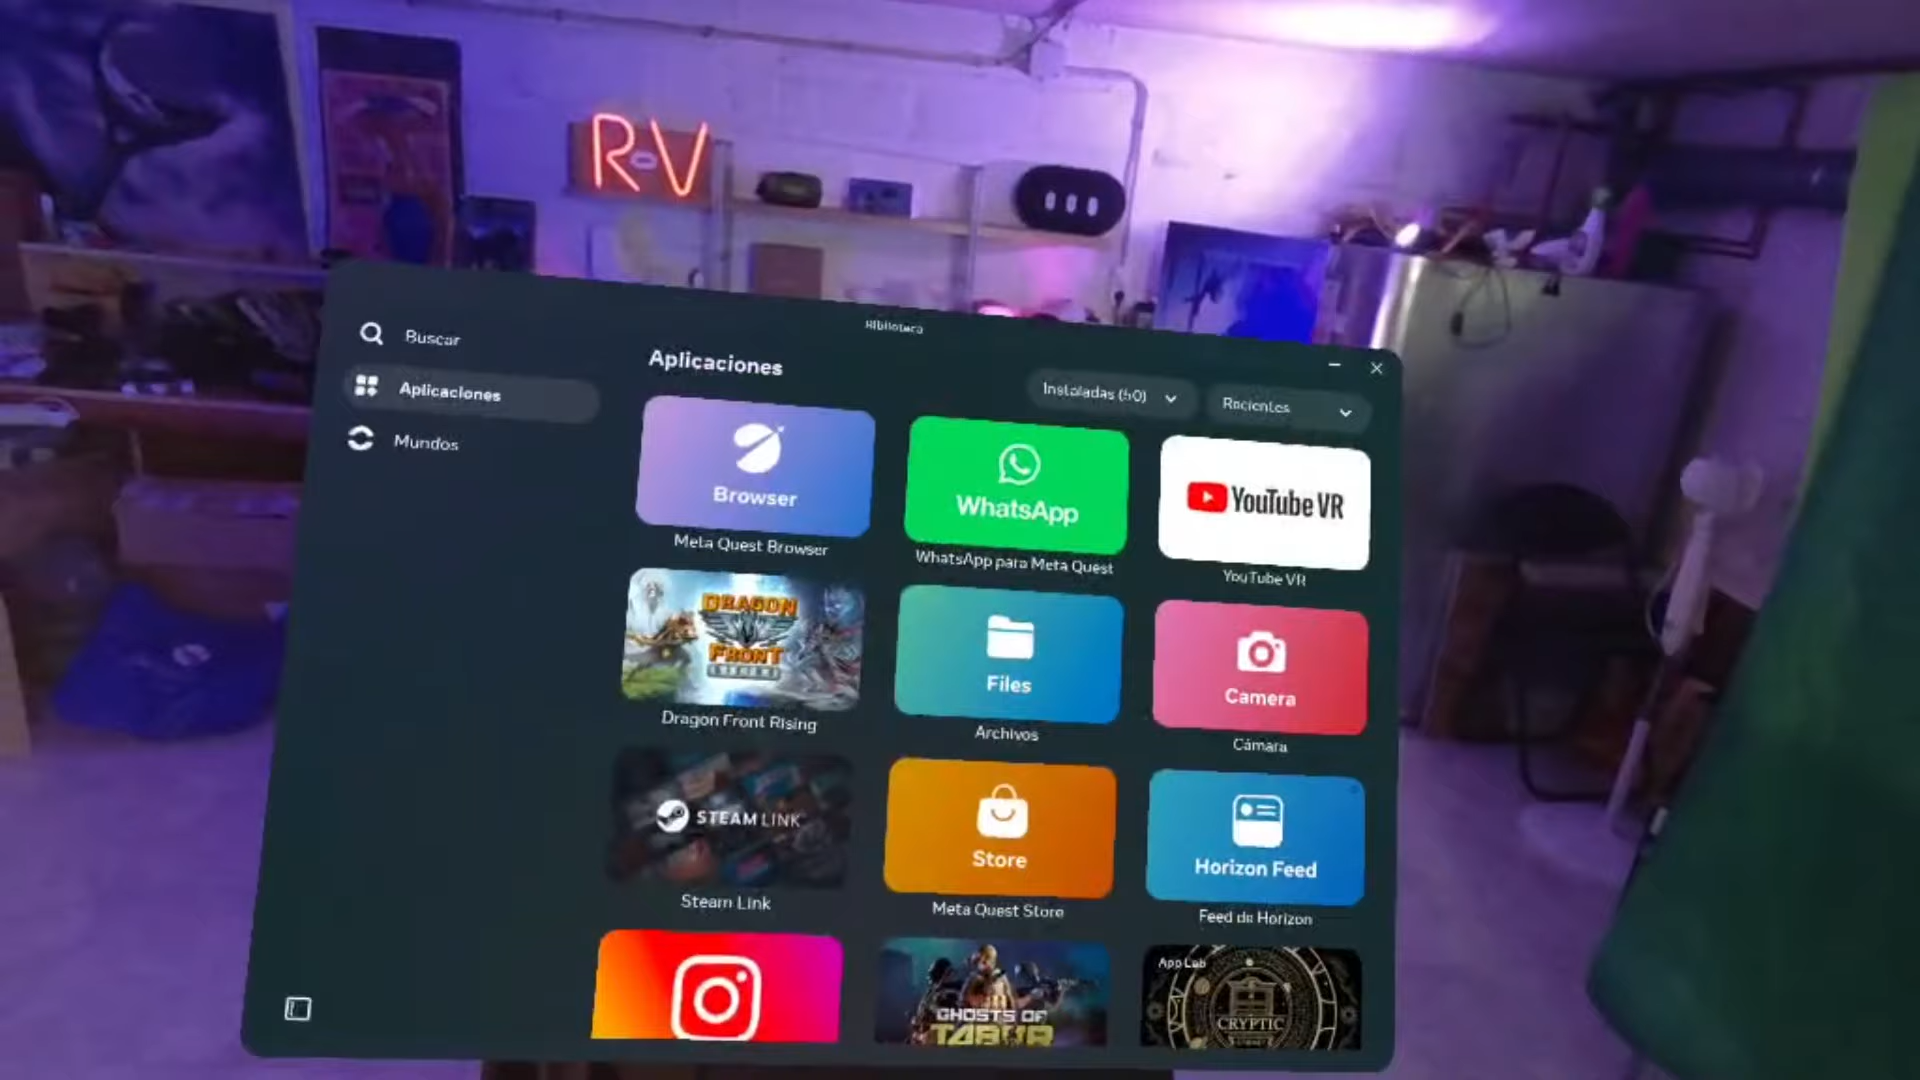 R-V
Biblioteca
Buscar
Aplicaciones
Mundos
Aplicaciones
Instaladas (50)
Recientes
Browser
Meta Quest Browser
WhatsApp
WhatsApp para Meta Quest
YouTube VR
YouTube VR
DRAGON
FRONT
Dragon Front Rising
Files
Archivos
Camera
Cámara
STEAM LINK
Steam Link
Store
Meta Quest Store
Horizon Feed
Feed de Horizon
GHOSTS OF
TABOR
App Lab
CRYPTIC